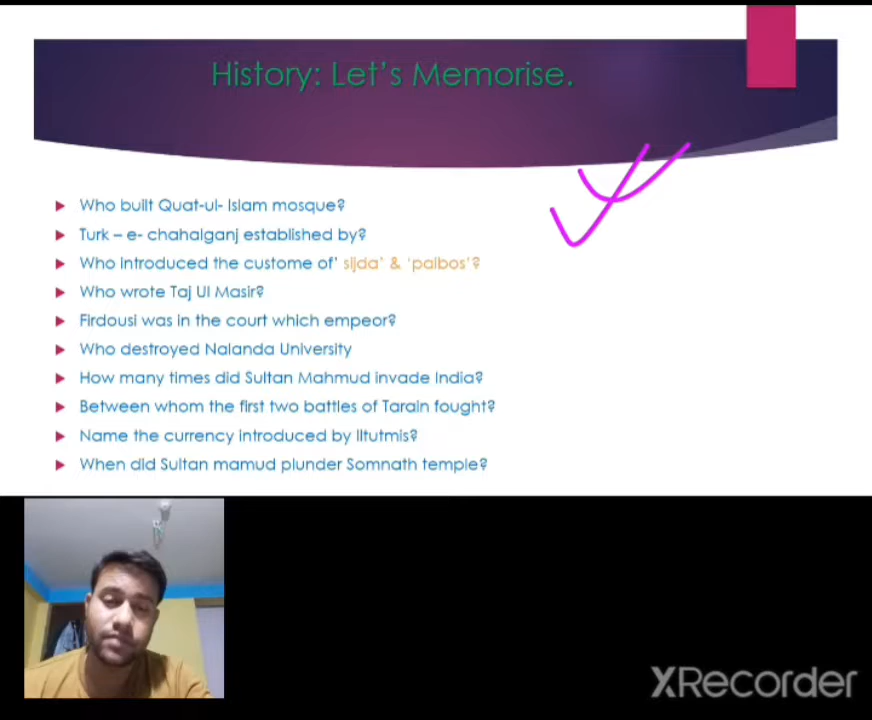 History: Let's Memorise.
Who built Quat-ul- Islam mosque?
Turk – e- chahalganj established by?
Who introduced the custome of' sijda' & 'paibos'?
Who wrote Taj Ul Masir?
Firdousi was in the court which empeor?
Who destroyed Nalanda University
How many times did Sultan Mahmud invade India?
Between whom the first two battles of Tarain fought?
Name the currency introduced by Iltutmis?
When did Sultan mamud plunder Somnath temple?
XRecorder